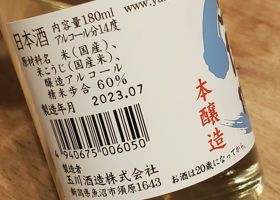 www.yu
日本酒 内容量180ml
アルコール分14度
原材料名 米(国産)、
米こうじ(国産米)、
醸造アルコール
精米歩合 60%
製造年月 2023.07
本醸造
4 940675 006050
製造者
玉川酒造株式会社
新潟県魚沼市須原1643
お酒は20歳になってから。